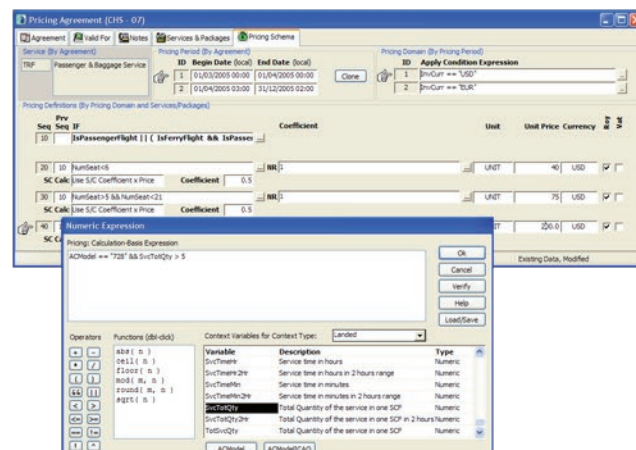 Pricing Agreement (CHS - 07)
Agreement Valid For Notes Services & Packages Pricing Schema
Service (By Agreement) Pricing Period (By Agreement) Pricing Domain (By Pricing Period)
TRF Passenger & Baggage Service
ID Begin Date (local) End Date (local)
1 01/03/2005 00:00 01/04/2005 00:00
2 01/04/2005 03:00 31/12/2005 02:00
Clone
ID Apply Condition Expression
1 InvCurr == "USD"
2 InvCurr == "EUR"
Pricing Definitions (By Pricing Domain and Services/Packages)
Seq Prv Seq IF Coefficient Unit Unit Price Currency Roy Vat
10 IsPassengerFlight || ( IsFerryFlight && IsPasser
20 10 NumSeat<6 NR 1 UNIT 40 USD
SC Calc Use S/C Coefficient x Price Coefficient 0.5
30 10 NumSeat>5 && NumSeat<21 NR 1 UNIT 75 USD
SC Calc Use S/C Coefficient x Price Coefficient 0.5
40 200.0 USD
SC
Existing Data, Modified
Numeric Expression
Pricing: Calculation-Basis Expression
ACModel == "728" && SvcTotQty > 5
Ok
Cancel
Verify
Help
Load/Save
Operators Functions (dbl-click) Context Variables for Context Type: Landed
+ -
* /
( )
&& ||
< >
<= >=
== !=
! ^
abs( n )
ceil( n )
floor( n )
mod( m, n )
round( m, n )
sqrt( n )
Variable Description Type
SvcTimeHr Service time in hours Numeric
SvcTimeHr2Hr Service time in hours in 2 hours range Numeric
SvcTimeMin Service time in minutes Numeric
SvcTimeMin2Hr Service time in minutes in 2 hours range Numeric
SvcTotQty Total Quantity of the service in one SCF Numeric
SvcTotQty2Hr Total Quantity of the service in one SCF in 2 hours Numeric
TotSvcQty Total Quantity of the service in one SCF Numeric
ACModel ACModelICAO